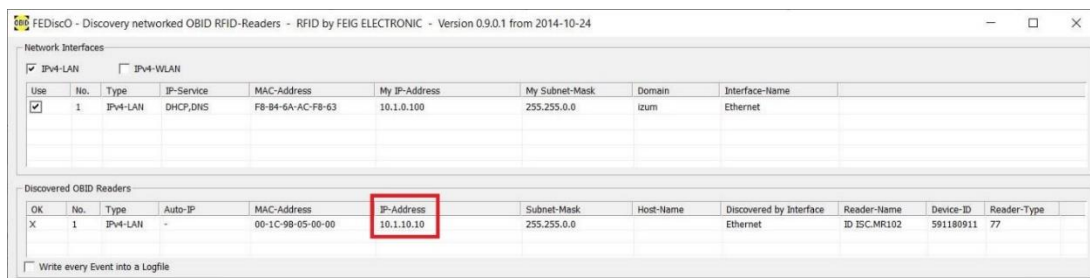 OBID FEDiscO - Discovery networked OBID RFID-Readers - RFID by FEIG ELECTRONIC - Version 0.9.0.1 from 2014-10-24
Network Interfaces
IPv4-LAN IPv4-WLAN
Use No. Type IP-Service MAC-Address My IP-Address My Subnet-Mask Domain Interface-Name
1 IPv4-LAN DHCP,DNS F8-B4-6A-AC-F8-63 10.1.0.100 255.255.0.0 izum Ethernet
Discovered OBID Readers
OK No. Type Auto-IP MAC-Address IP-Address Subnet-Mask Host-Name Discovered by Interface Reader-Name Device-ID Reader-Type
X 1 IPv4-LAN - 00-1C-9B-05-00-00 10.1.10.10 255.255.0.0 Ethernet ID ISC.MR102 591180911 77
Write every Event into a Logfile